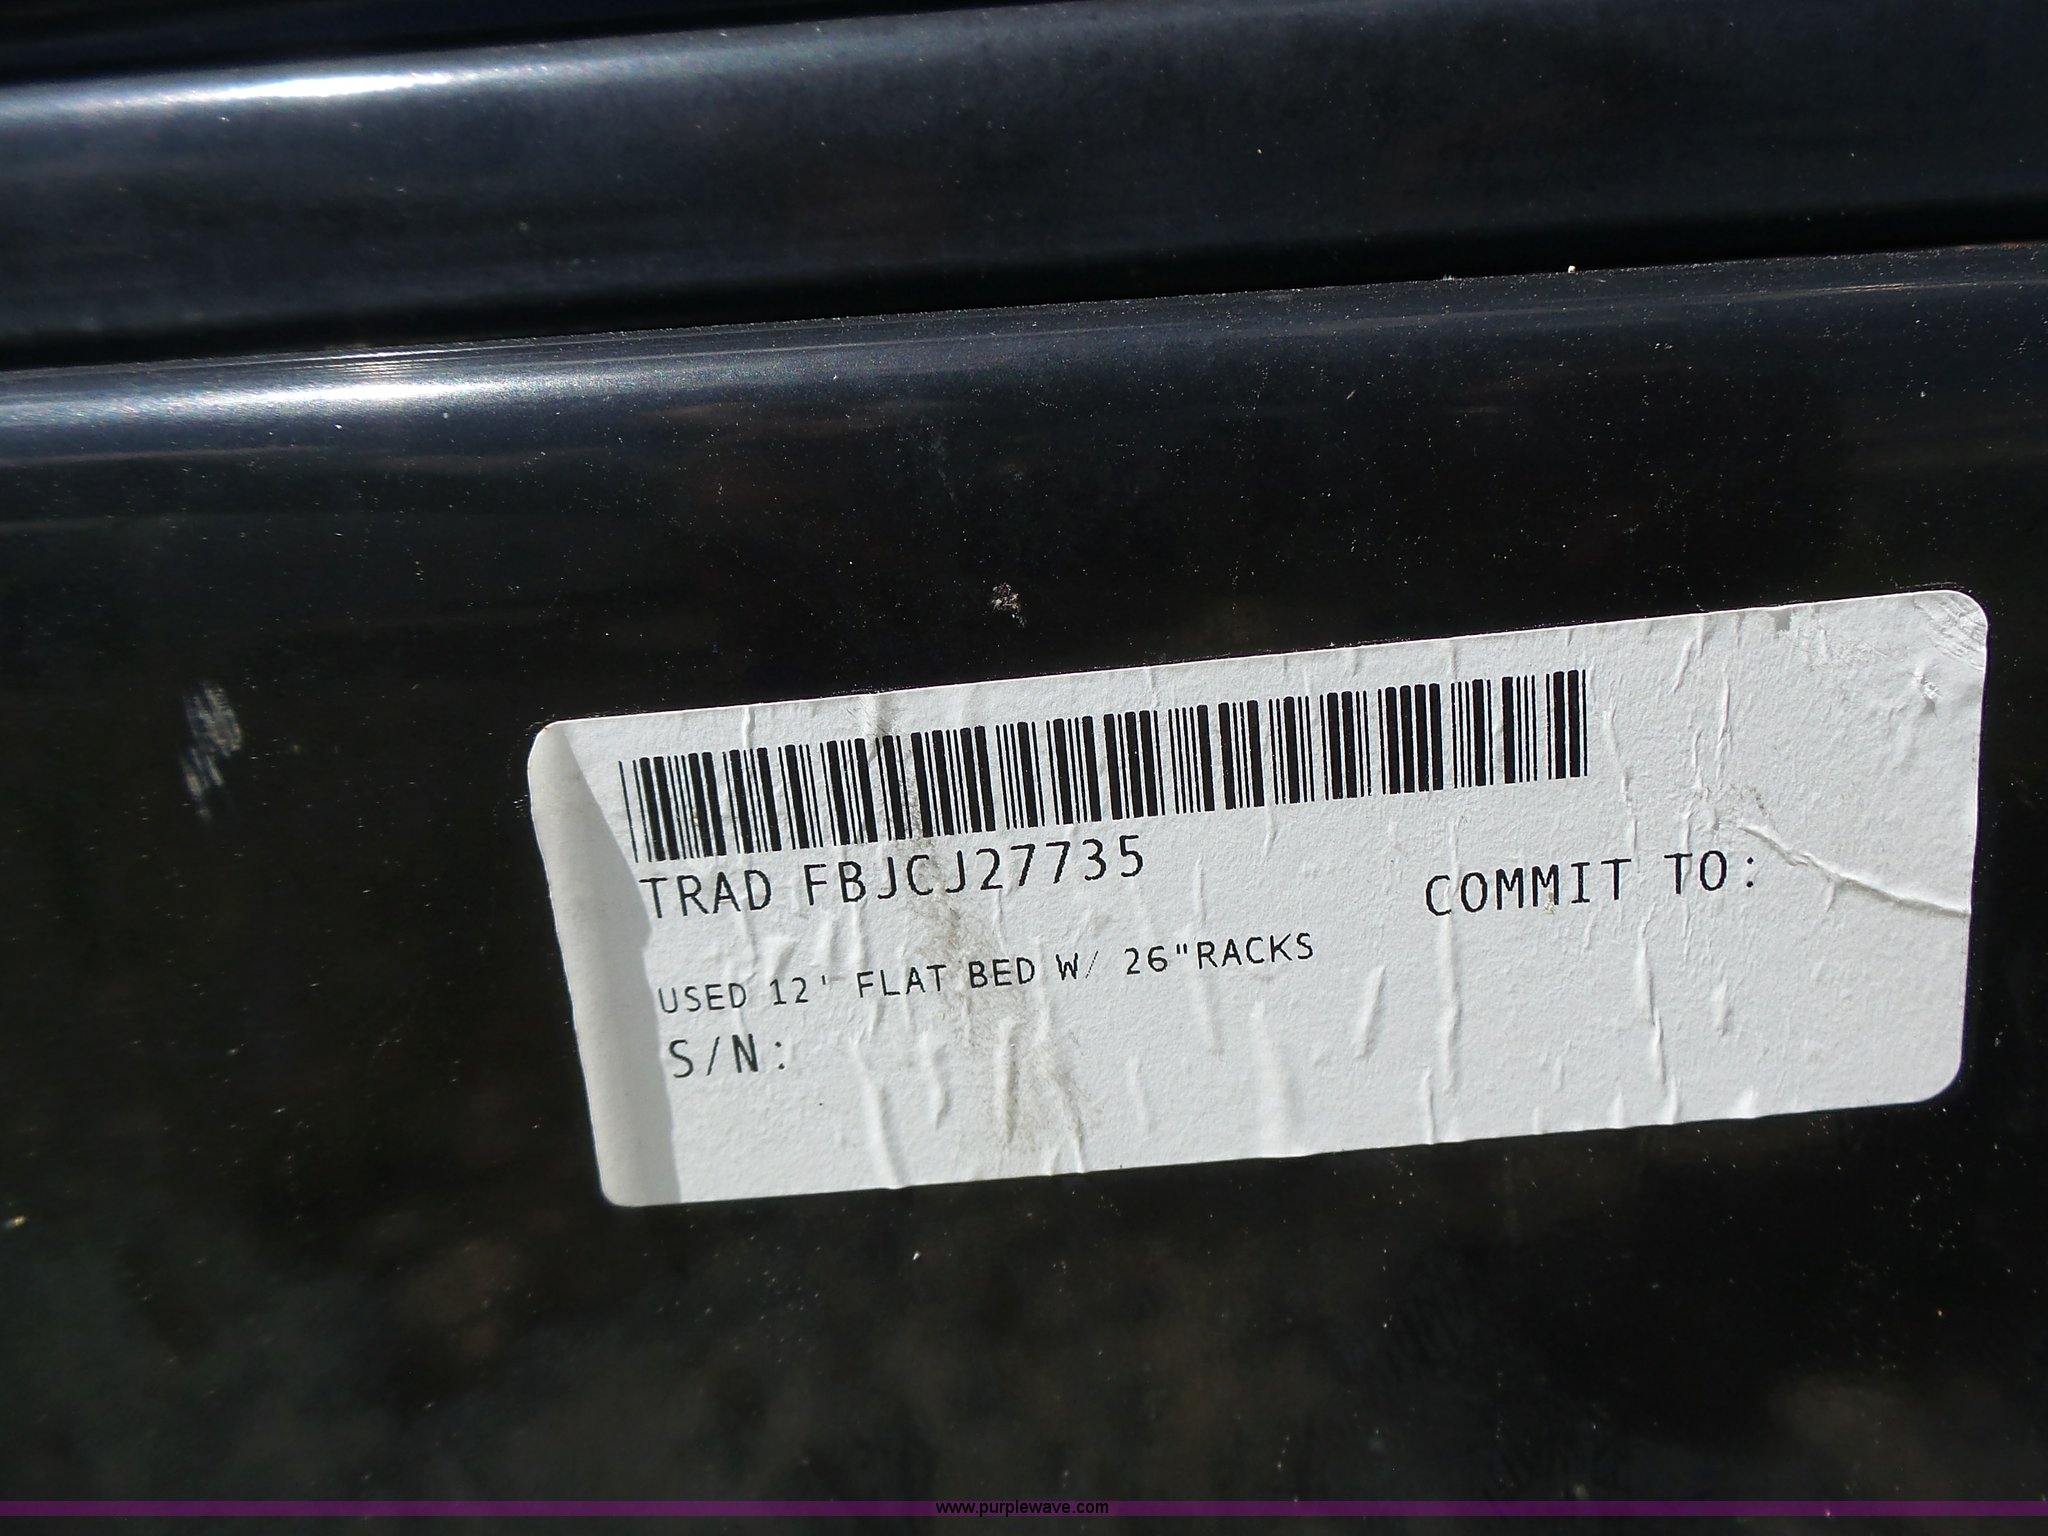 TRAD FBJCJ27735
COMMIT TO:
USED 12' FLAT BED W/ 26"RACKS
S/N:
www.purplewave.com